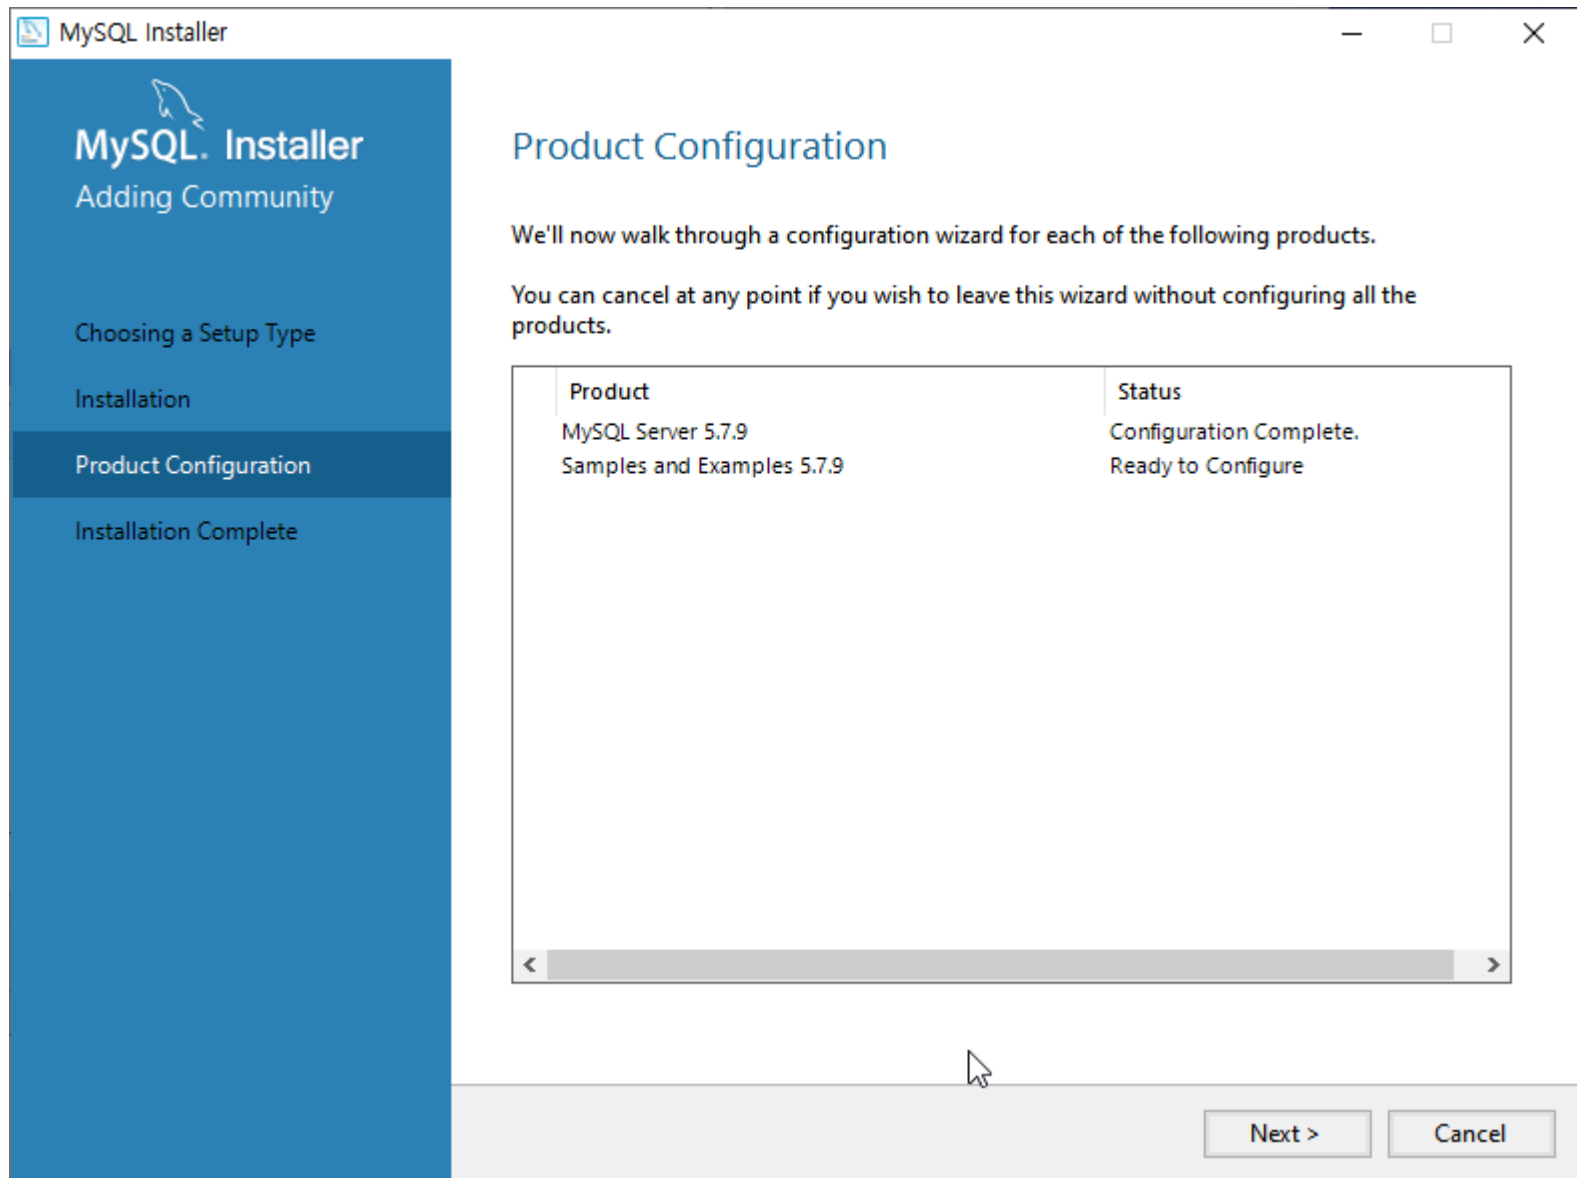 MySQL Installer
MySQL. Installer
Adding Community
Choosing a Setup Type
Installation
Product Configuration
Installation Complete
Product Configuration
We'll now walk through a configuration wizard for each of the following products.
You can cancel at any point if you wish to leave this wizard without configuring all the
products.
Product Status
MySQL Server 5.7.9 Configuration Complete.
Samples and Examples 5.7.9 Ready to Configure
Next > Cancel